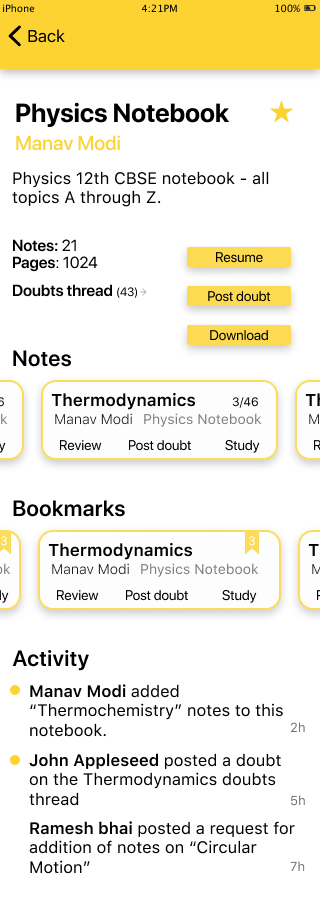 iPhone 4:21PM 100%
Back
Physics Notebook
Manav Modi
Physics 12th CBSE notebook - all
topics A through Z.
Notes: 21
Pages: 1024
Doubts thread (43)
Resume
Post doubt
Download
Notes
Thermodynamics 3/46
Manav Modi Physics Notebook
Review Post doubt Study
Bookmarks
Thermodynamics 3
Manav Modi Physics Notebook
Review Post doubt Study
Activity
Manav Modi added
“Thermochemistry” notes to this
notebook. 2h
John Appleseed posted a doubt
on the Thermodynamics doubts
thread 5h
Ramesh bhai posted a request for
addition of notes on “Circular
Motion” 7h